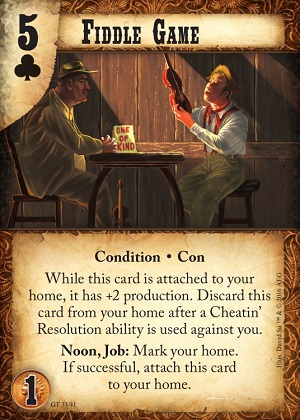 5
FIDDLE GAME
ONE
OF A
KIND
Condition • Con
While this card is attached to your
home, it has +2 production. Discard this
card from your home after a Cheatin’
Resolution ability is used against you.
Noon, Job: Mark your home.
If successful, attach this card
to your home.
1
GT 33/41